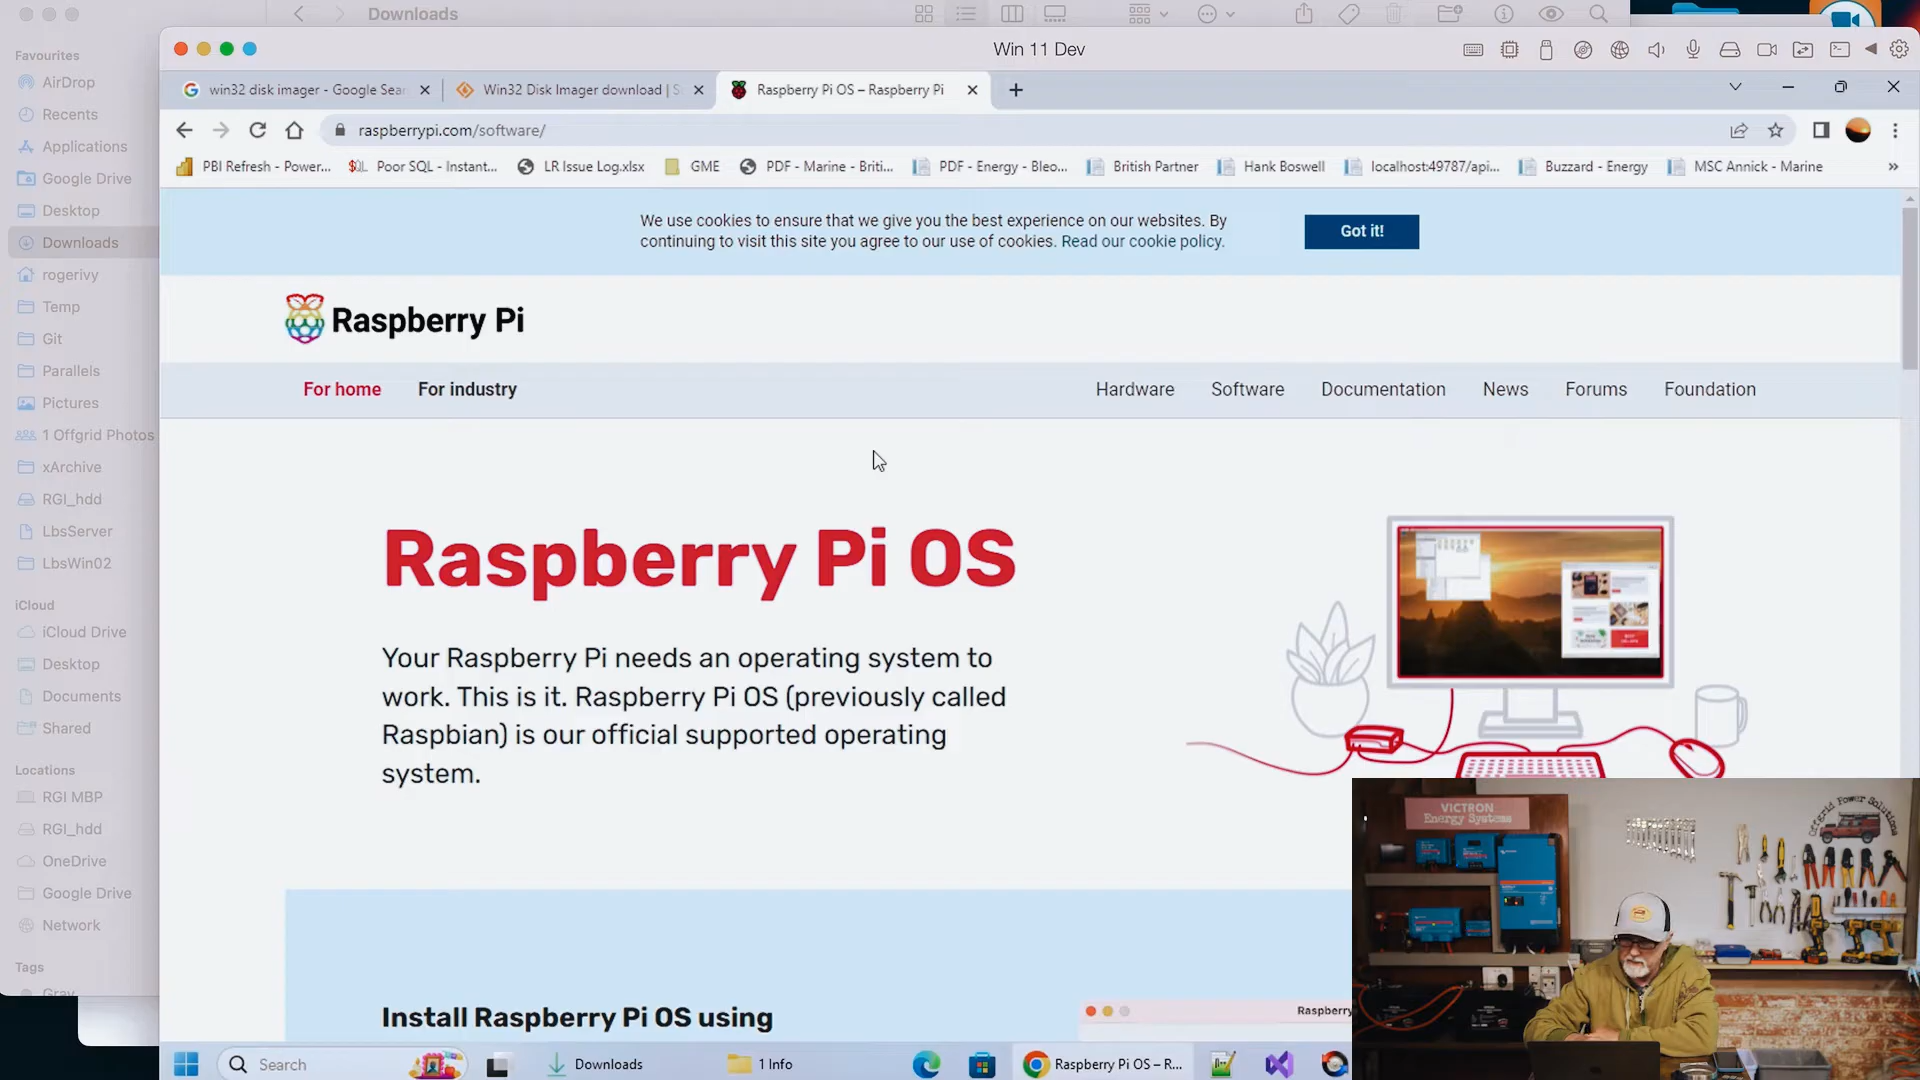 Downloads
Win 11 Dev
Favourites
AirDrop
Recents
Applications
Google Drive
Desktop
Downloads
rogerivy
Temp
Git
Parallels
Pictures
1 Offgrid Photos
xArchive
RGI_hdd
LbsServer
LbsWin02
iCloud
iCloud Drive
Desktop
Documents
Shared
Locations
RGI MBP
RGI_hdd
OneDrive
Google Drive
Network
Tags
Gray
win32 disk imager - Google Sear
Win32 Disk Imager download | S
Raspberry Pi OS – Raspberry Pi
raspberrypi.com/software/
PBI Refresh - Power...
Poor SQL - Instant...
LR Issue Log.xlsx
GME
PDF - Marine - Briti...
PDF - Energy - Bleo...
British Partner
Hank Boswell
localhost:49787/api...
Buzzard - Energy
MSC Annick - Marine
We use cookies to ensure that we give you the best experience on our websites. By
continuing to visit this site you agree to our use of cookies. Read our cookie policy.
Got it!
Raspberry Pi
For home
For industry
Hardware
Software
Documentation
News
Forums
Foundation
Raspberry Pi OS
Your Raspberry Pi needs an operating system to
work. This is it. Raspberry Pi OS (previously called
Raspbian) is our official supported operating
system.
Install Raspberry Pi OS using
Raspberry
VICTRON
Energy Systems
Offgrid Power Solutions
Search
Downloads
1 Info
Raspberry Pi OS – R...